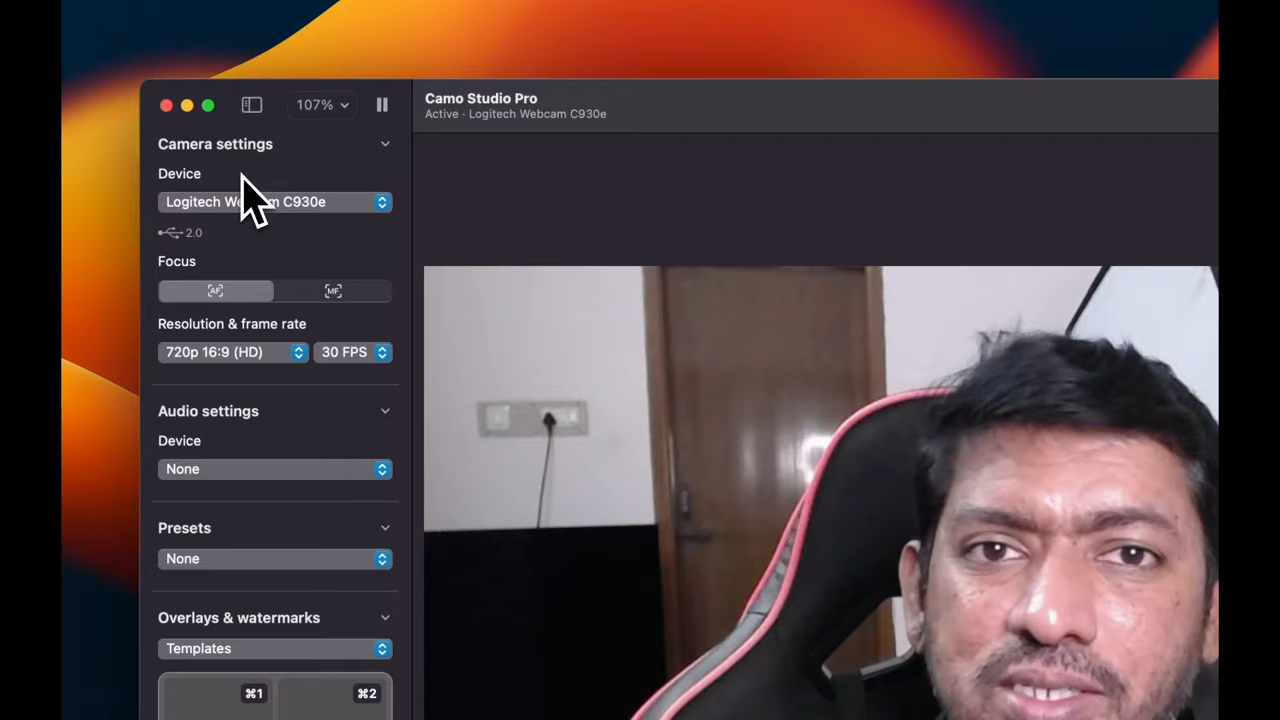 107%
Camo Studio Pro
Active · Logitech Webcam C930e
Camera settings
Device
Logitech We m C930e
2.0
Focus
AF
MF
Resolution & frame rate
720p 16:9 (HD)
30 FPS
Audio settings
Device
None
Presets
None
Overlays & watermarks
Templates
⌘1
⌘2